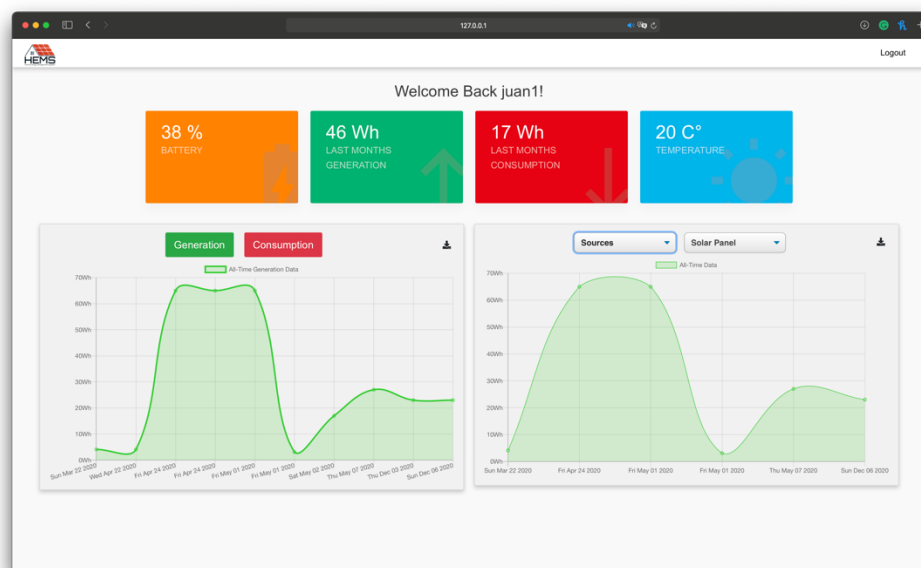 127.0.0.1
HEMS
Logout
Welcome Back juan1!
38 %
BATTERY
46 Wh
LAST MONTHS
GENERATION
17 Wh
LAST MONTHS
CONSUMPTION
20 C°
TEMPERATURE
Generation
Consumption
All-Time Generation Data
70Wh
60Wh
50Wh
40Wh
30Wh
20Wh
10Wh
0Wh
Sun Mar 22 2020
Wed Apr 22 2020
Fri Apr 24 2020
Fri Apr 24 2020
Fri May 01 2020
Fri May 01 2020
Sat May 02 2020
Thu May 07 2020
Thu Dec 03 2020
Sun Dec 06 2020
Sources
Solar Panel
All-Time Data
70Wh
60Wh
50Wh
40Wh
30Wh
20Wh
10Wh
0Wh
Sun Mar 22 2020
Fri Apr 24 2020
Fri May 01 2020
Fri May 01 2020
Thu May 07 2020
Sun Dec 06 2020